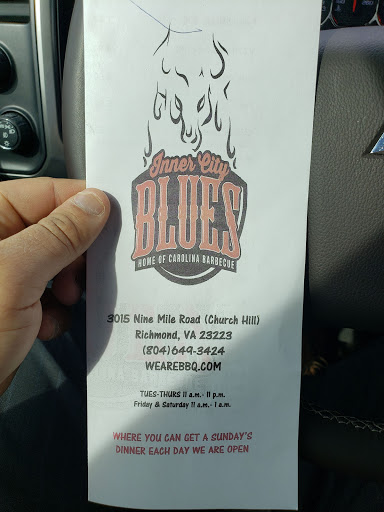 Inner City
BLUES
HOME OF CAROLINA BARBECUE
3015 Nine Mile Road (Church Hill)
Richmond, VA 23223
(804)649-3424
WEAREBBQ.COM
TUES-THURS 11 a.m.- 11 p.m.
Friday & Saturday 11 a.m.- 1 a.m.
WHERE YOU CAN GET A SUNDAY'S
DINNER EACH DAY WE ARE OPEN